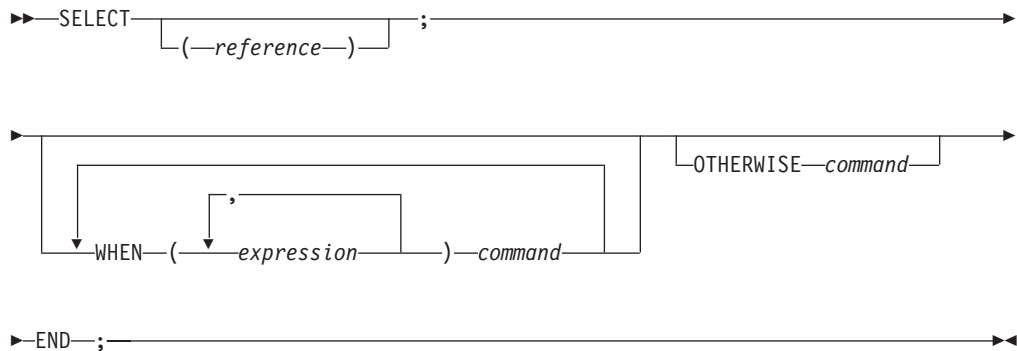 SELECT ;
( reference )
OTHERWISE command
,
WHEN ( expression ) command
END ;